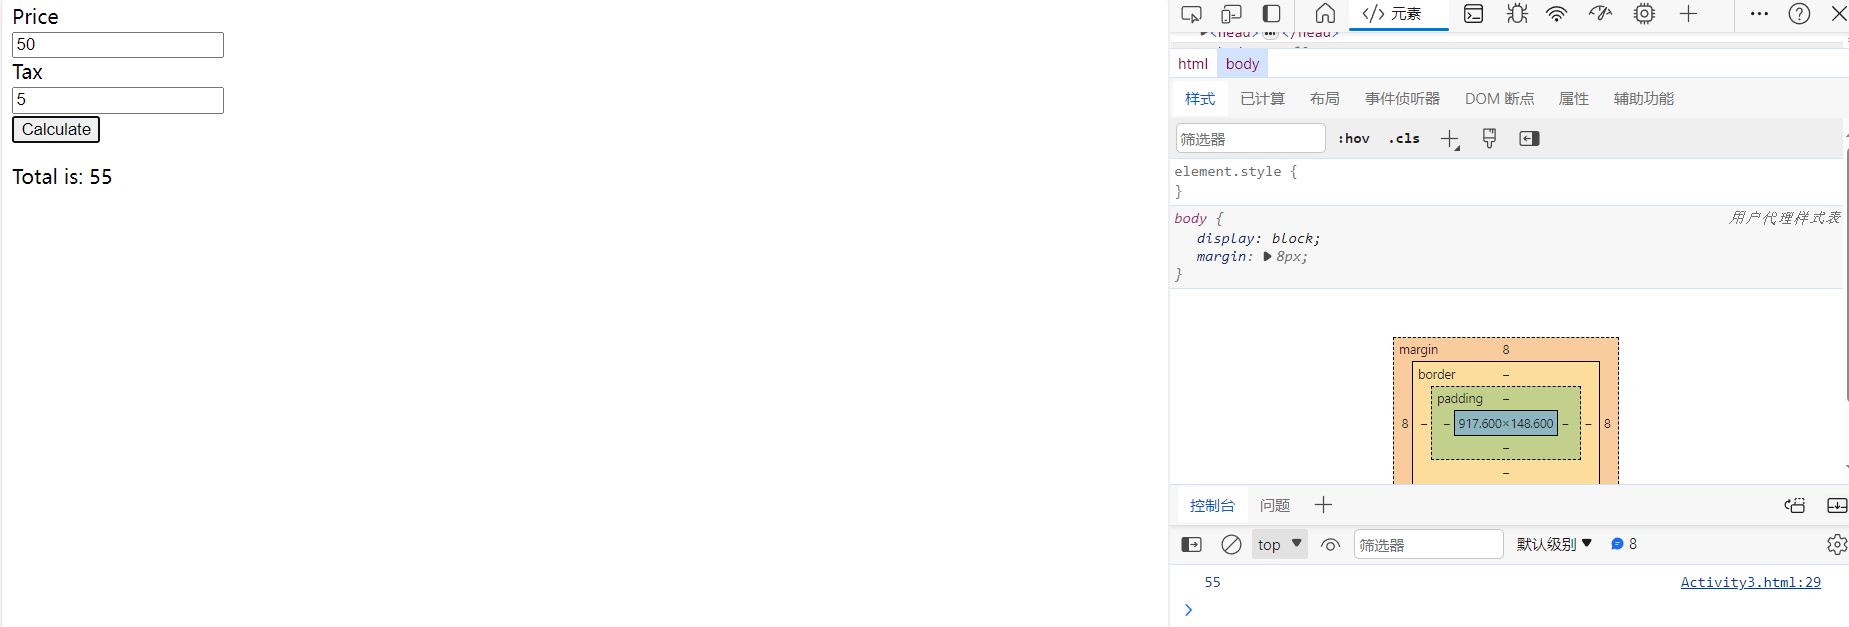 Price
50
Tax
5
Calculate
Total is: 55
</> 元素
<head> ... </head>
html body
样式 已计算 布局 事件侦听器 DOM 断点 属性 辅助功能
筛选器 :hov .cls
element.style {
}
body { 用户代理样式表
display: block;
margin: 8px;
}
margin 8
border –
padding –
8 – – 917.600×148.600 – – 8
–
–
控制台 问题
top 筛选器 默认级别 8
55 Activity3.html:29